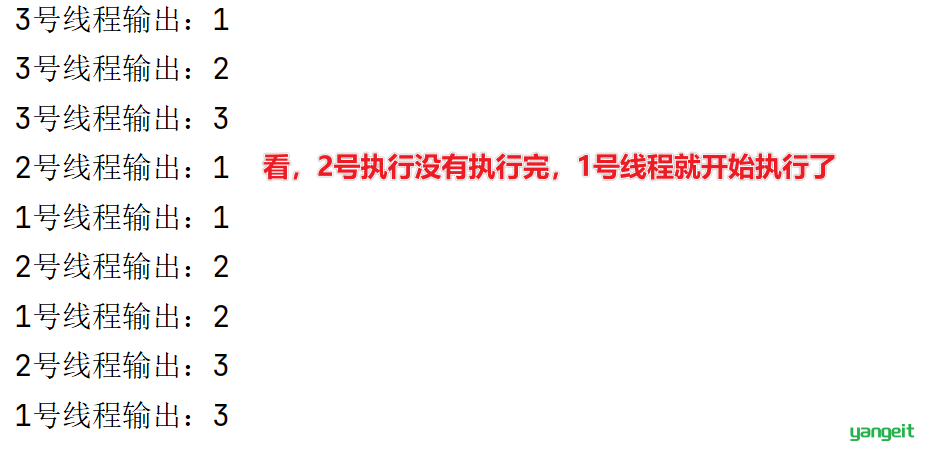 3号线程输出：1
3号线程输出：2
3号线程输出：3
2号线程输出：1 看，2号执行没有执行完，1号线程就开始执行了
1号线程输出：1
2号线程输出：2
1号线程输出：2
2号线程输出：3
1号线程输出：3
yangeit